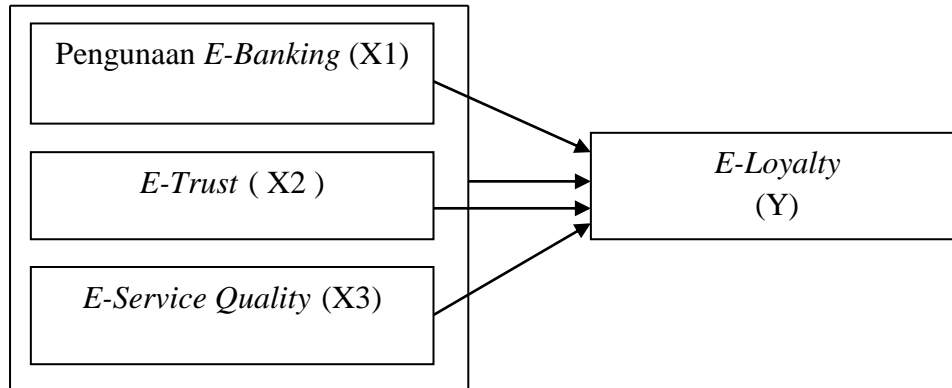 Pengunaan E-Banking (X1)
E-Trust ( X2 )
E-Service Quality (X3)
E-Loyalty
(Y)